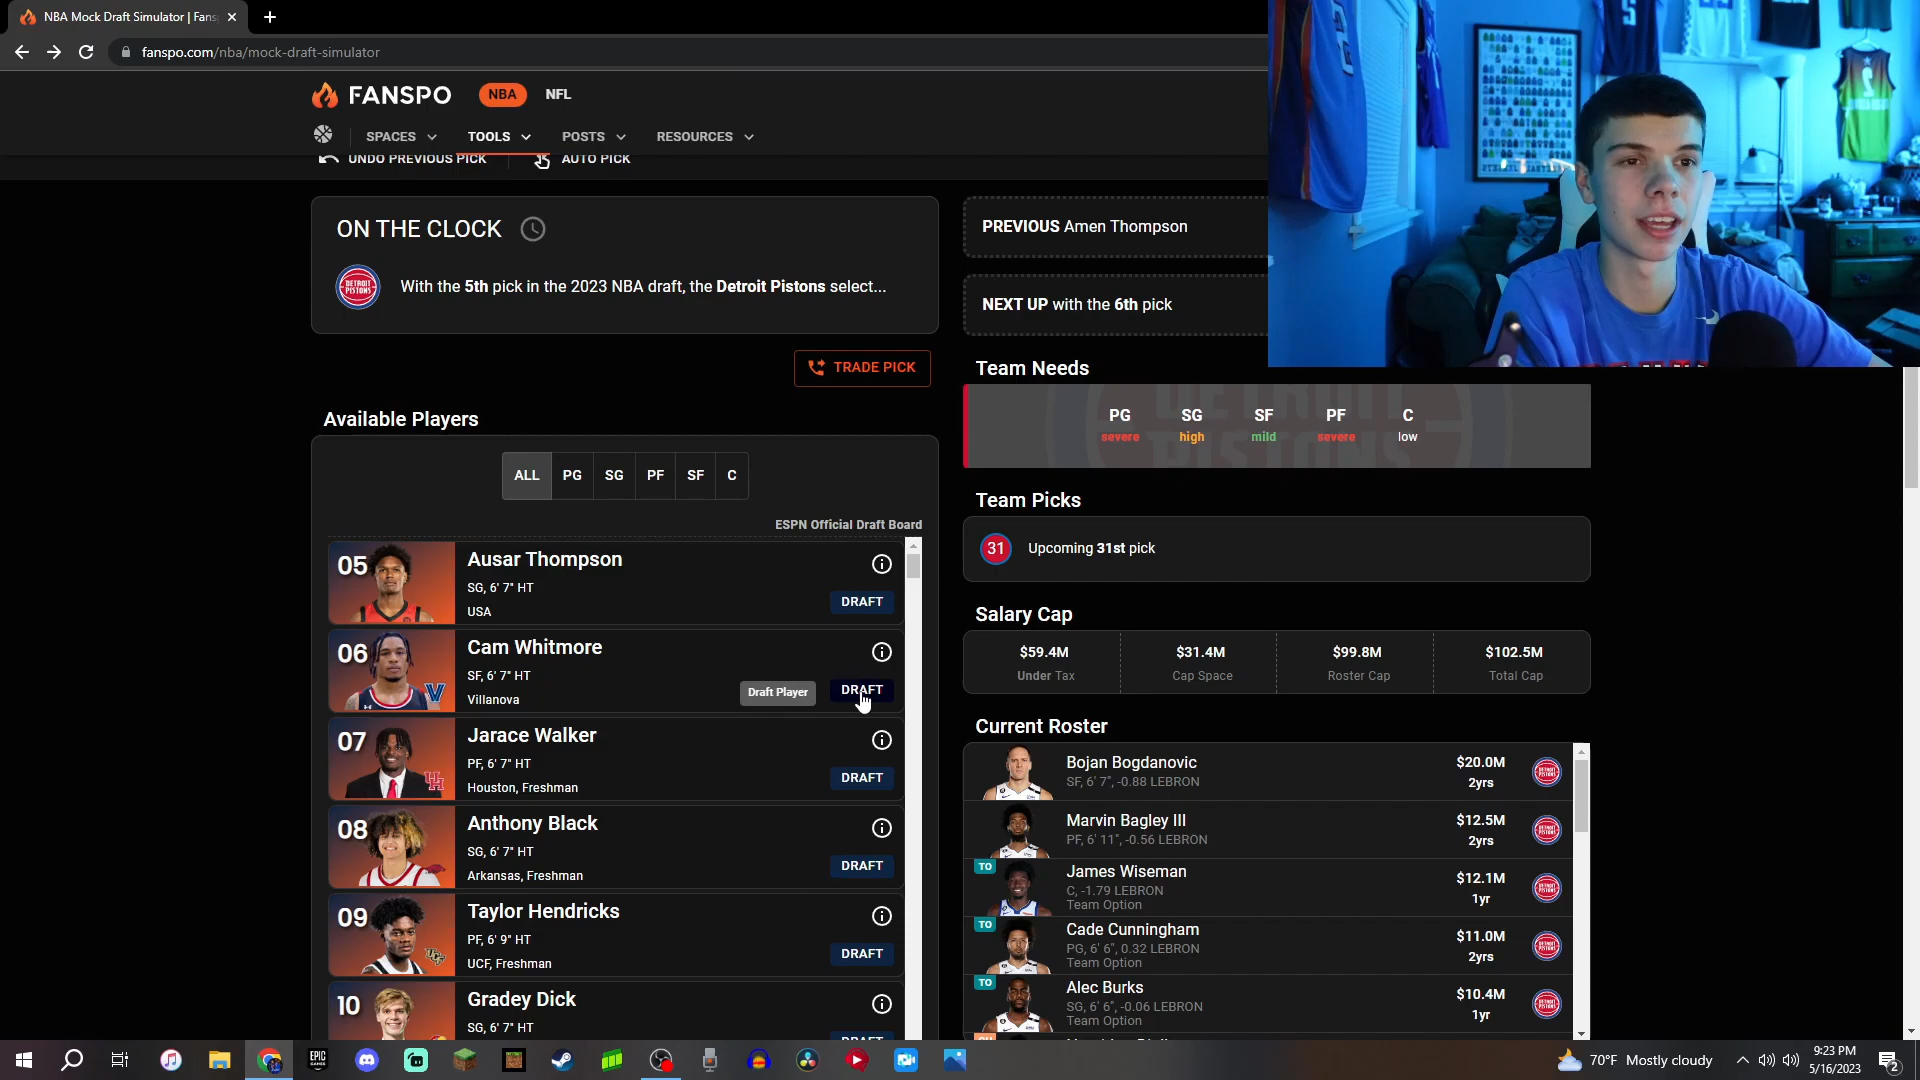 NBA Mock Draft Simulator | Fans
fanspo.com/nba/mock-draft-simulator
FANSPO NBA NFL
SPACES TOOLS POSTS RESOURCES
UNDO PREVIOUS PICK AUTO PICK
ON THE CLOCK
DETROIT PISTONS
With the 5th pick in the 2023 NBA draft, the Detroit Pistons select...
PREVIOUS Amen Thompson
NEXT UP with the 6th pick
TRADE PICK
Team Needs
PG SG SF PF C
severe high mild severe low
Available Players
ALL PG SG PF SF C
ESPN Official Draft Board
05 Ausar Thompson
SG, 6' 7" HT
USA
DRAFT
06 Cam Whitmore
SF, 6' 7" HT
Villanova
Draft Player
DRAFT
07 Jarace Walker
PF, 6' 7" HT
Houston, Freshman
DRAFT
08 Anthony Black
SG, 6' 7" HT
Arkansas, Freshman
DRAFT
09 Taylor Hendricks
PF, 6' 9" HT
UCF, Freshman
DRAFT
10 Gradey Dick
SG, 6' 7" HT
DRAFT
Team Picks
31 Upcoming 31st pick
Salary Cap
$59.4M $31.4M $99.8M $102.5M
Under Tax Cap Space Roster Cap Total Cap
Current Roster
Bojan Bogdanovic $20.0M
SF, 6' 7", -0.88 LEBRON 2yrs
Marvin Bagley III $12.5M
PF, 6' 11", -0.56 LEBRON 2yrs
TO James Wiseman $12.1M
C, -1.79 LEBRON 1yr
Team Option
TO Cade Cunningham $11.0M
PG, 6' 6", 0.32 LEBRON 2yrs
Team Option
TO Alec Burks $10.4M
SG, 6' 6", -0.06 LEBRON 1yr
Team Option
EPIC GAMES
70°F Mostly cloudy
9:23 PM
5/16/2023
2